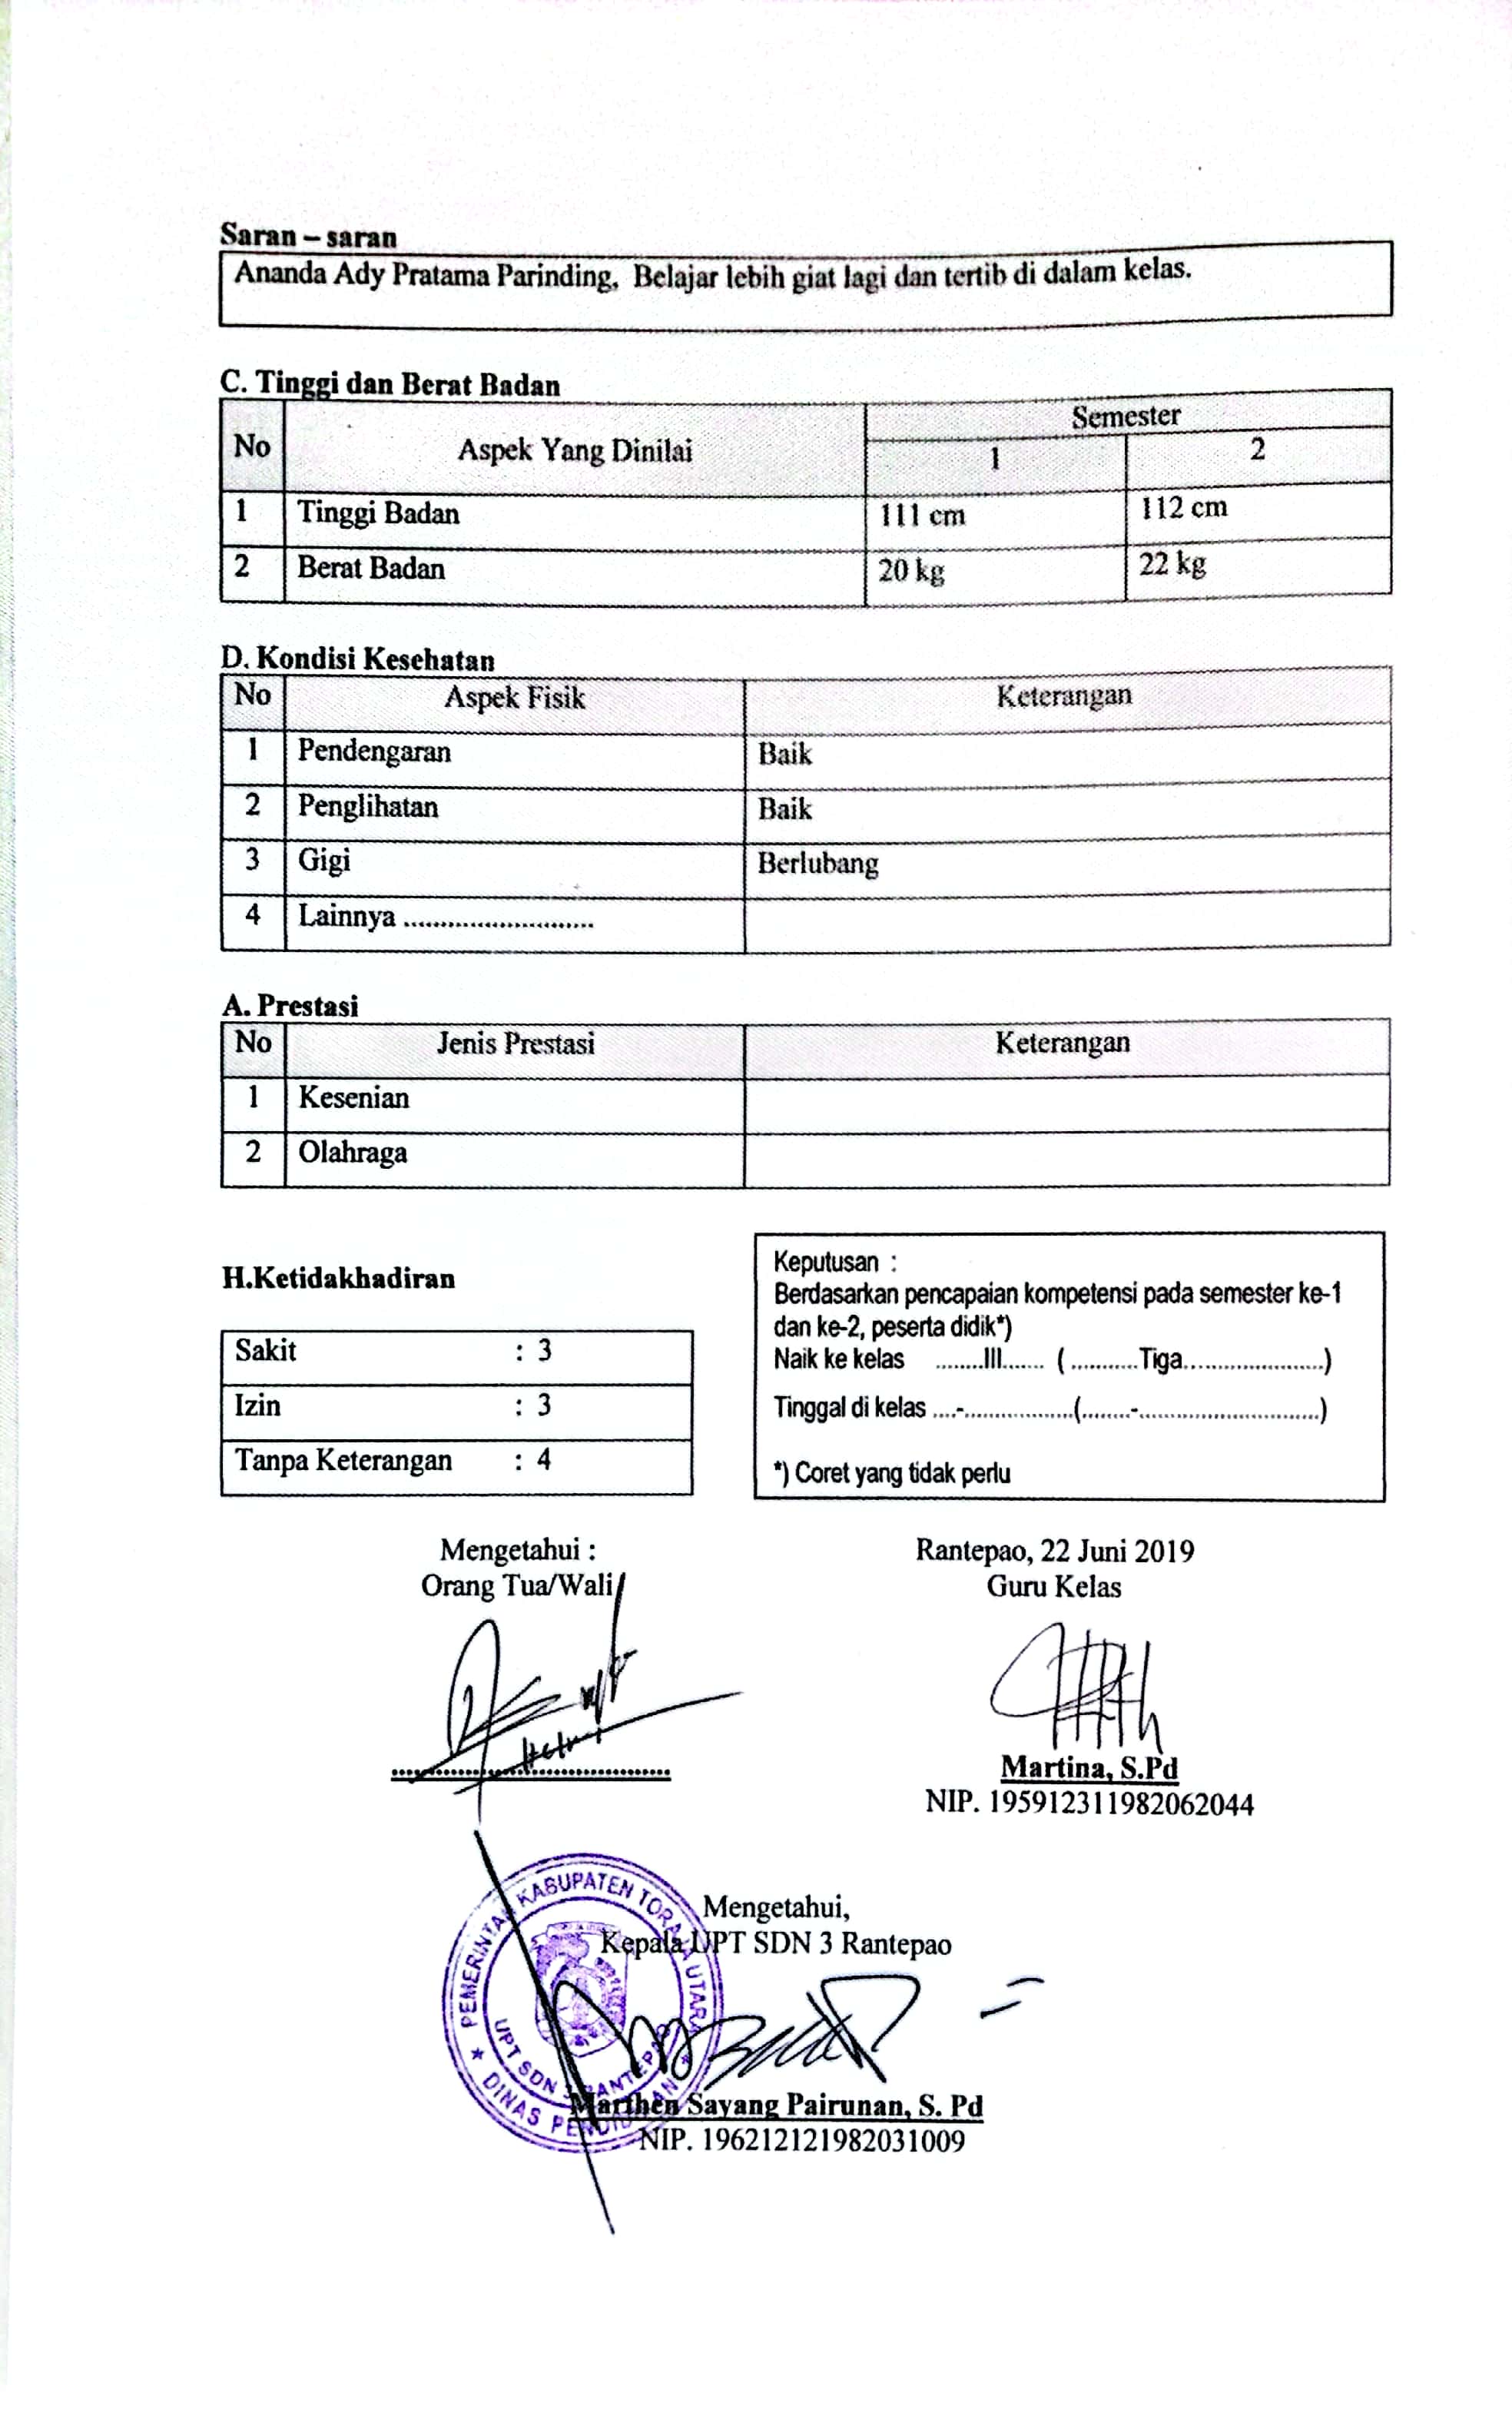 Saran – saran
Ananda Ady Pratama Parinding, Belajar lebih giat lagi dan tertib di dalam kelas.
C. Tinggi dan Berat Badan
No Aspek Yang Dinilai Semester
1 2
1 Tinggi Badan 111 cm 112 cm
2 Berat Badan 20 kg 22 kg
D. Kondisi Kesehatan
No Aspek Fisik Keterangan
1 Pendengaran Baik
2 Penglihatan Baik
3 Gigi Berlubang
4 Lainnya ..........................
A. Prestasi
No Jenis Prestasi Keterangan
1 Kesenian
2 Olahraga
H.Ketidakhadiran
Sakit : 3
Izin : 3
Tanpa Keterangan : 4
Keputusan :
Berdasarkan pencapaian kompetensi pada semester ke-1
dan ke-2, peserta didik*)
Naik ke kelas ........III....... ( ...........Tiga.......................)
Tinggal di kelas ....-..................(........-..............................)
*) Coret yang tidak perlu
Mengetahui :
Orang Tua/Wali
Rantepao, 22 Juni 2019
Guru Kelas
Martina, S.Pd
NIP. 195912311982062044
Mengetahui,
Kepala UPT SDN 3 Rantepao
PEMERINTAH KABUPATEN TORAJA UTARA
UPT SDN 3 RANTEPAO
DINAS PENDIDIKAN
Marthen Sayang Pairunan, S. Pd
NIP. 196212121982031009